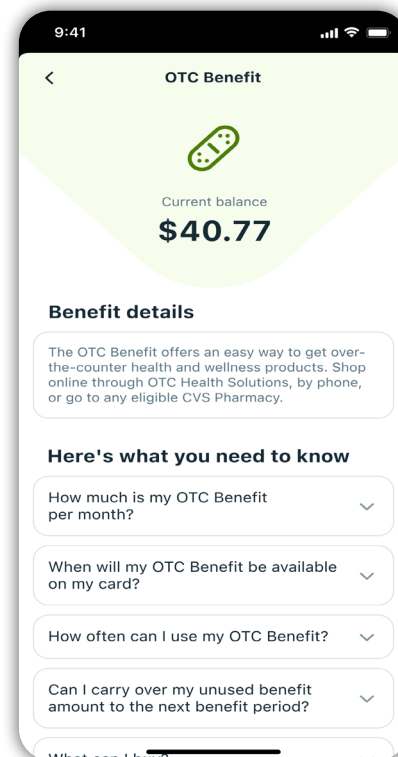 9:41
OTC Benefit
Current balance
$40.77
Benefit details
The OTC Benefit offers an easy way to get over-
the-counter health and wellness products. Shop
online through OTC Health Solutions, by phone,
or go to any eligible CVS Pharmacy.
Here's what you need to know
How much is my OTC Benefit
per month?
When will my OTC Benefit be available
on my card?
How often can I use my OTC Benefit?
Can I carry over my unused benefit
amount to the next benefit period?
What can I buy?